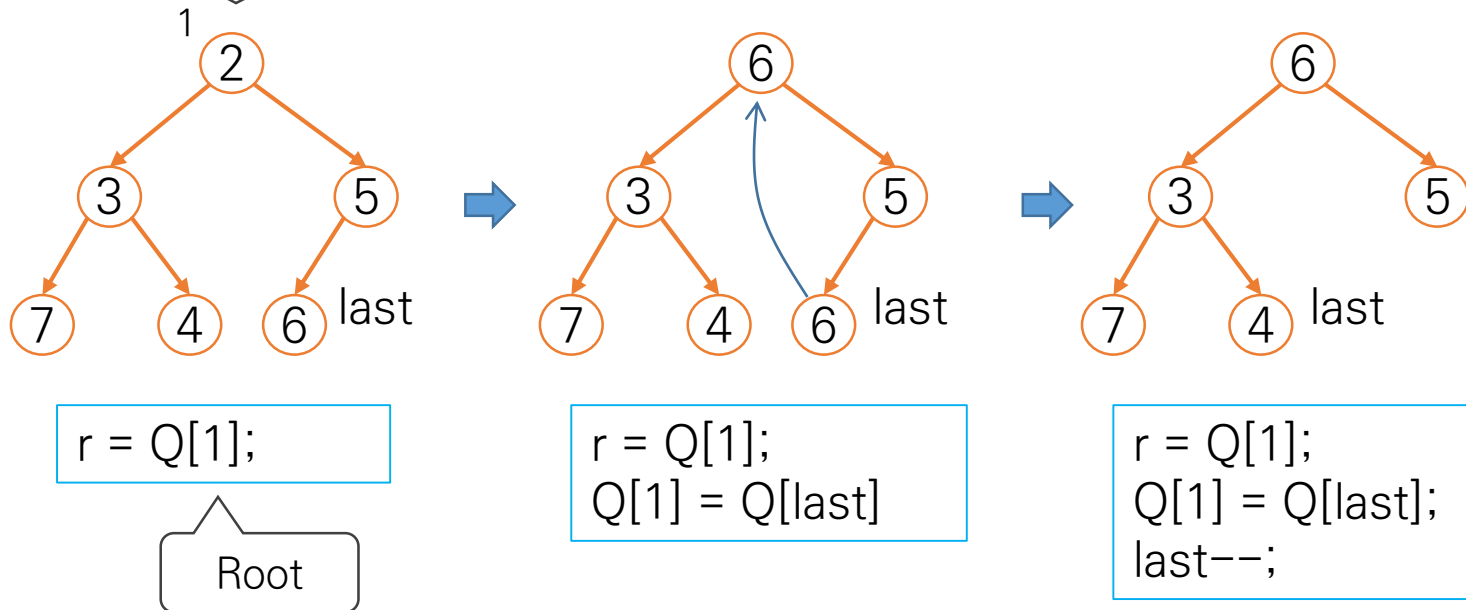 1
2
3 5
7 4 6 last
r = Q[1];
Root
6
3 5
7 4 6 last
r = Q[1];
Q[1] = Q[last]
6
3 5
7 4 last
r = Q[1];
Q[1] = Q[last];
last--;